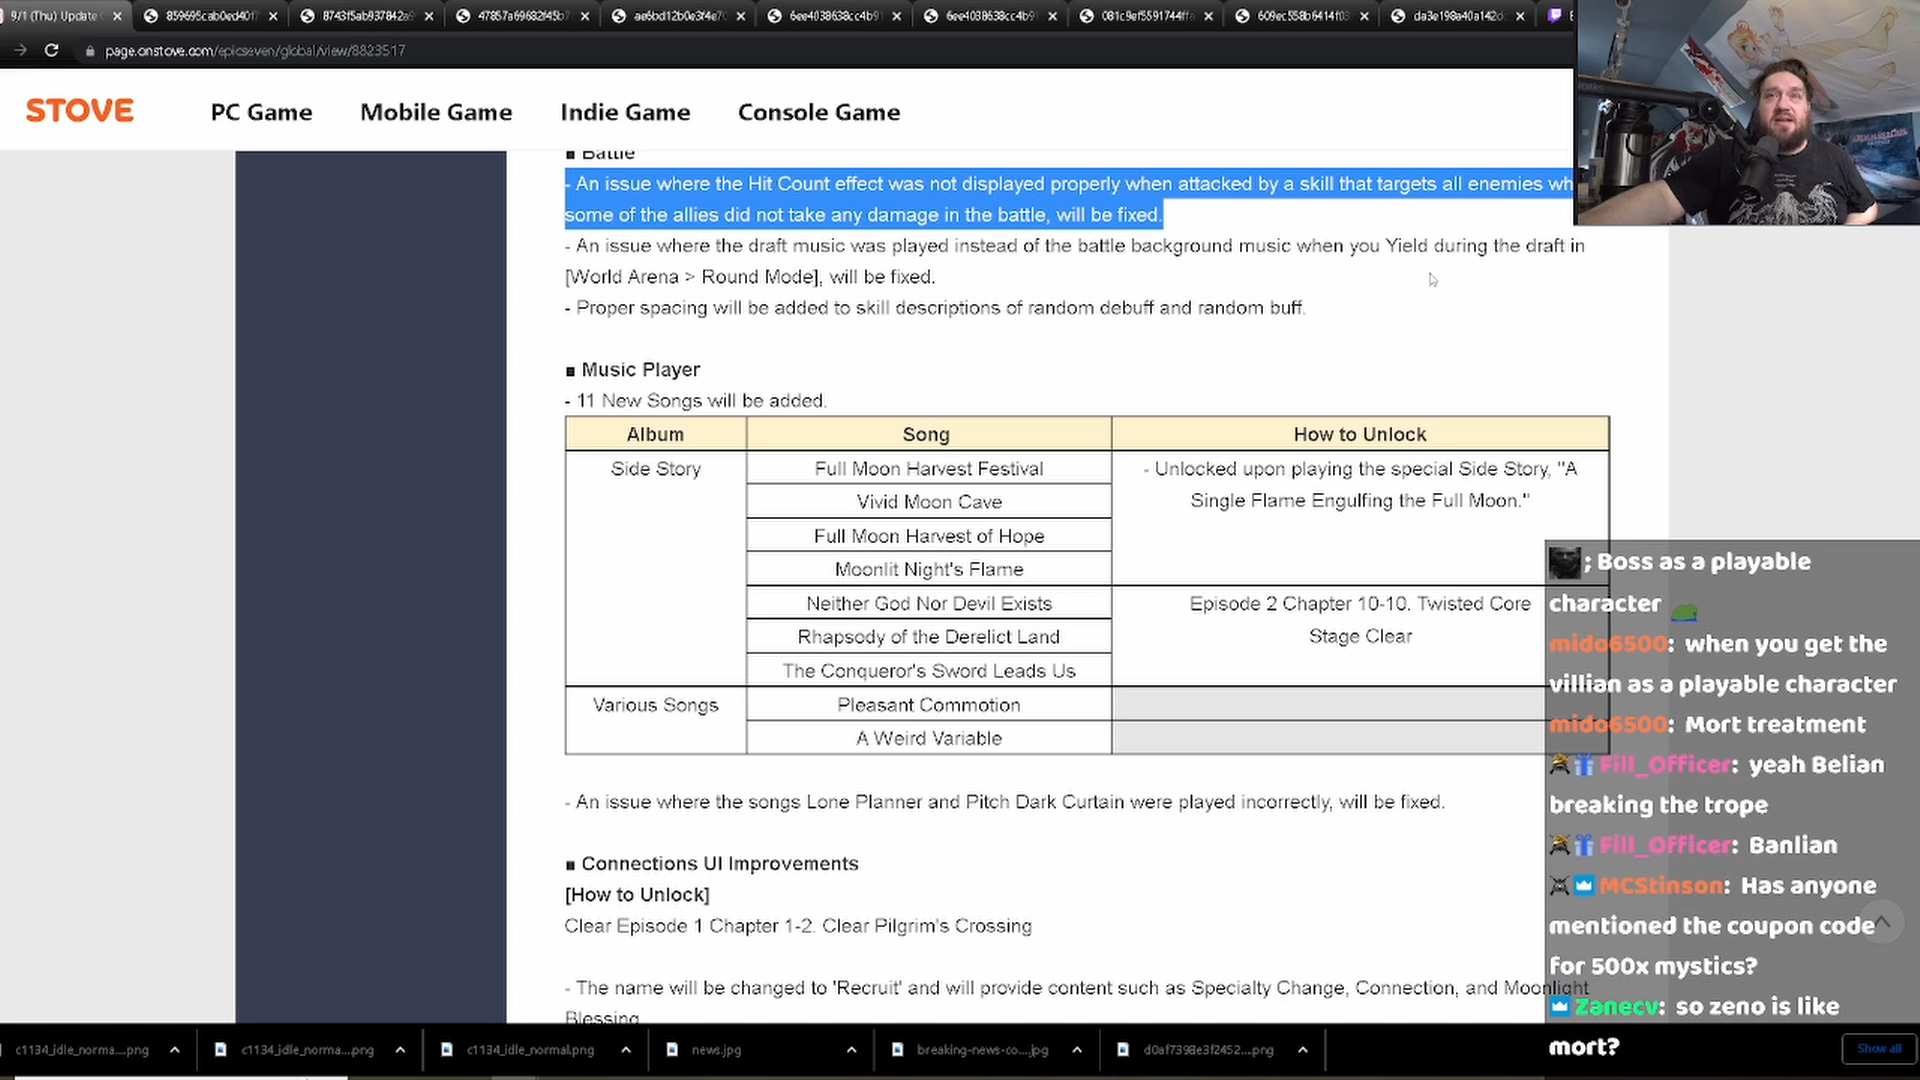 9/1 (Thu) Update
859695cab0ed40f
8743f5ab937842a
47857a69682f45b7
ae6bd12b0e3f4e70
6ee4038638cc4b9
6ee4038638cc4b9
081c9ef5591744ff
609ec558b6414f03
da3e198a40a142d
page.onstove.com/epicseven/global/view/8823517
STOVE
PC Game
Mobile Game
Indie Game
Console Game
■ Battle
- An issue where the Hit Count effect was not displayed properly when attacked by a skill that targets all enemies wh
some of the allies did not take any damage in the battle, will be fixed.
- An issue where the draft music was played instead of the battle background music when you Yield during the draft in
[World Arena > Round Mode], will be fixed.
- Proper spacing will be added to skill descriptions of random debuff and random buff.
■ Music Player
- 11 New Songs will be added.
Album
Song
How to Unlock
Side Story
Full Moon Harvest Festival
Vivid Moon Cave
Full Moon Harvest of Hope
Moonlit Night's Flame
- Unlocked upon playing the special Side Story, "A
Single Flame Engulfing the Full Moon."
Neither God Nor Devil Exists
Rhapsody of the Derelict Land
The Conqueror's Sword Leads Us
Episode 2 Chapter 10-10. Twisted Core
Stage Clear
Various Songs
Pleasant Commotion
A Weird Variable
- An issue where the songs Lone Planner and Pitch Dark Curtain were played incorrectly, will be fixed.
■ Connections UI Improvements
[How to Unlock]
Clear Episode 1 Chapter 1-2. Clear Pilgrim's Crossing
- The name will be changed to 'Recruit' and will provide content such as Specialty Change, Connection, and Moonlight
Blessing
; Boss as a playable
character
mido6500: when you get the
villian as a playable character
mido6500: Mort treatment
Fill_Officer: yeah Belian
breaking the trope
Fill_Officer: Banlian
MCStinson: Has anyone
mentioned the coupon code
for 500x mystics?
Zanecv: so zeno is like
mort?
c1134_idle_norma....png
c1134_idle_norma...png
c1134_idle_normal.png
news.jpg
breaking-news-co...jpg
d0af7398e3f2452....png
Show all